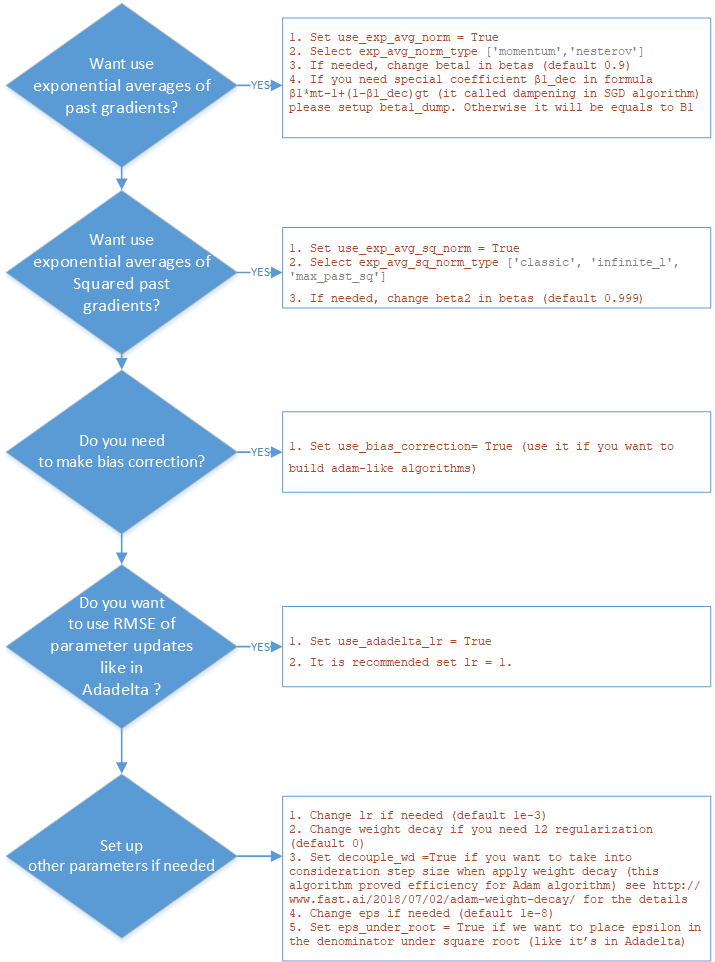 Want use
exponential averages of
past gradients?
YES
1. Set use_exp_avg_norm = True
2. Select exp_avg_norm_type ['momentum','nesterov']
3. If needed, change beta1 in betas (default 0.9)
4. If you need special coefficient β1_dec in formula
β1*mt-1+(1-β1_dec)gt (it called dampening in SGD algorithm)
please setup beta1_dump. Otherwise it will be equals to B1
Want use
exponential averages of
Squared past
gradients?
YES
1. Set use_exp_avg_sq_norm = True
2. Select exp_avg_sq_norm_type ['classic', 'infinite_l',
'max_past_sq']
3. If needed, change beta2 in betas (default 0.999)
Do you need
to make bias correction?
YES
1. Set use_bias_correction= True (use it if you want to
build adam-like algorithms)
Do you want
to use RMSE of
parameter updates
like in
Adadelta ?
YES
1. Set use_adadelta_lr = True
2. It is recommended set lr = 1.
Set up
other parameters if needed
1. Change lr if needed (default 1e-3)
2. Change weight decay if you need l2 regularization
(default 0)
3. Set decouple_wd =True if you want to take into
consideration step size when apply weight decay (this
algorithm proved efficiency for Adam algorithm) see http://
www.fast.ai/2018/07/02/adam-weight-decay/ for the details
4. Change eps if needed (default 1e-8)
5. Set eps_under_root = True if we want to place epsilon in
the denominator under square root (like it's in Adadelta)